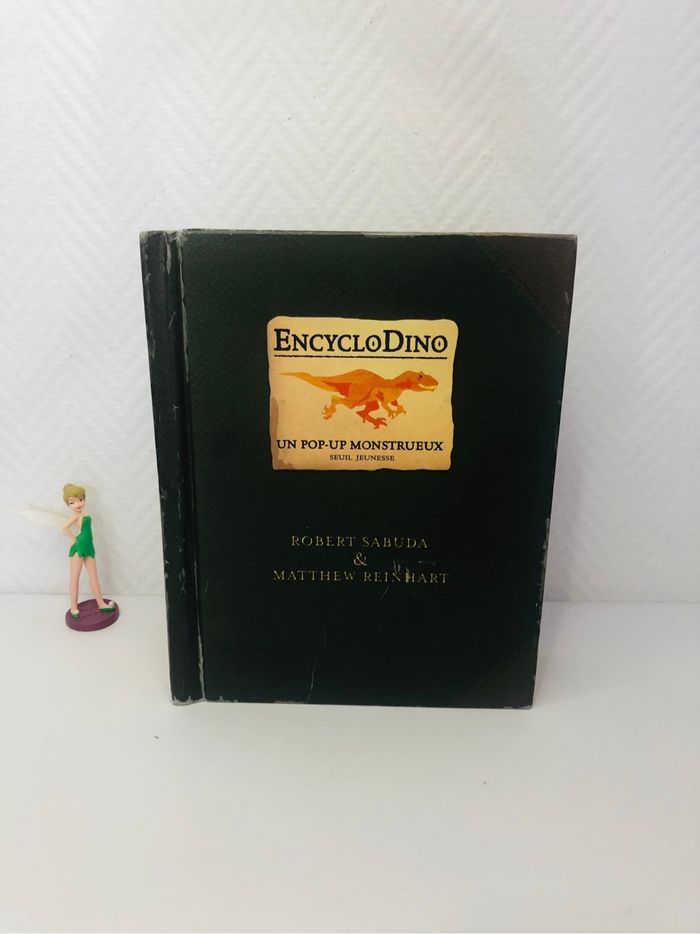 ENCYCLODINO
UN POP-UP MONSTRUEUX
SEUIL JEUNESSE
ROBERT SABUDA
&
MATTHEW REINHART